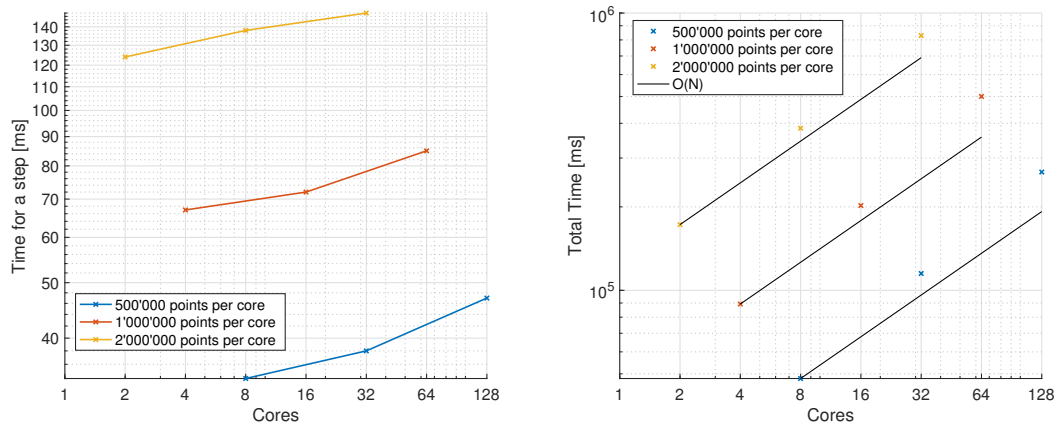 140
130
120
110
100
90
80
70
60
50
40
Time for a step [ms]
500'000 points per core
1'000'000 points per core
2'000'000 points per core
1 2 4 8 16 32 64 128
Cores
10^6
10^5
Total Time [ms]
500'000 points per core
1'000'000 points per core
2'000'000 points per core
O(N)
1 2 4 8 16 32 64 128
Cores